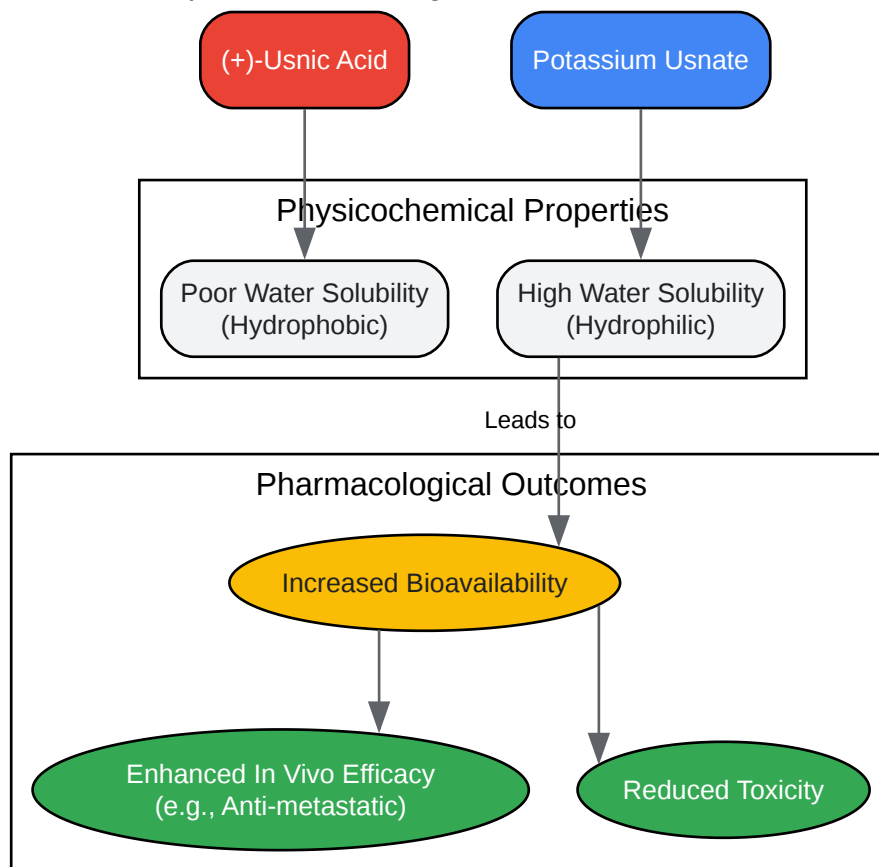 (+)-Usnic Acid
Potassium Usnate
Physicochemical Properties
Poor Water Solubility
(Hydrophobic)
High Water Solubility
(Hydrophilic)
Leads to
Pharmacological Outcomes
Increased Bioavailability
Enhanced In Vivo Efficacy
(e.g., Anti-metastatic)
Reduced Toxicity